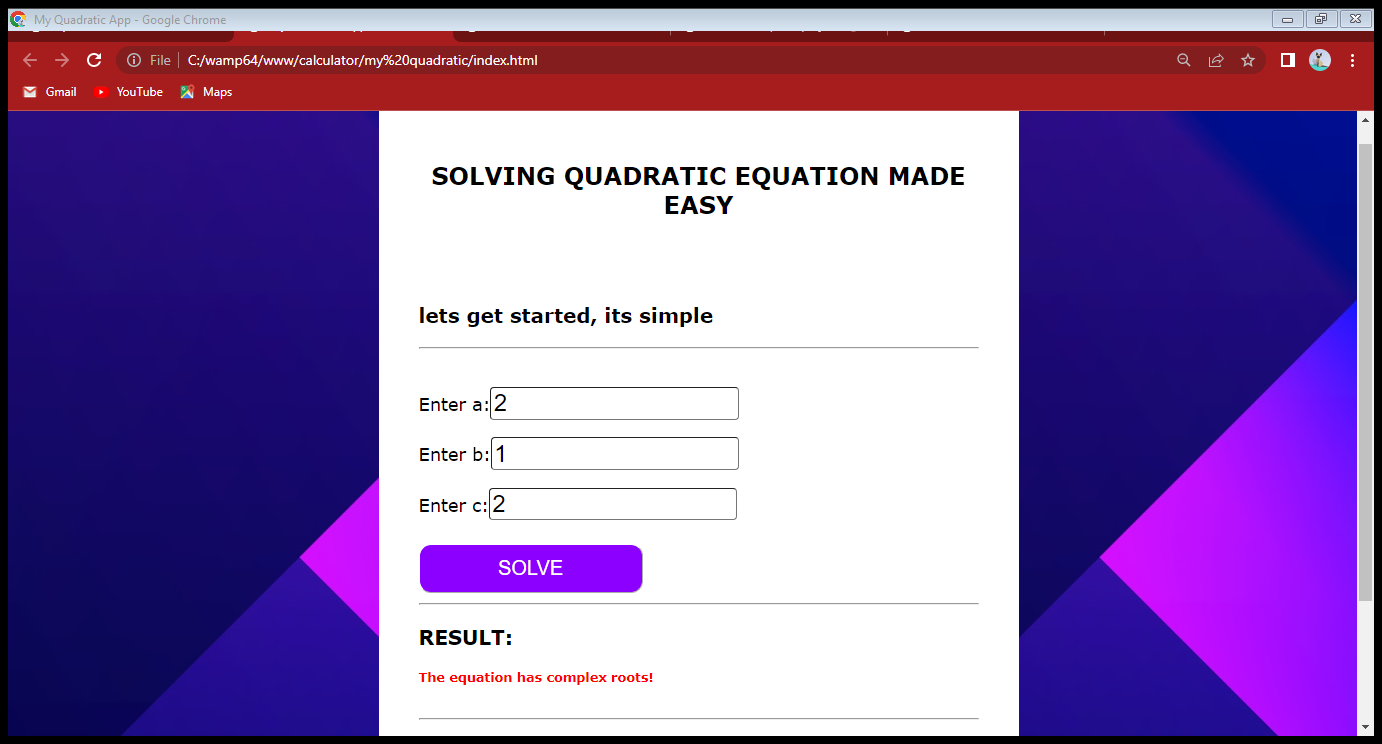 My Quadratic App - Google Chrome
File C:/wamp64/www/calculator/my%20quadratic/index.html
Gmail YouTube Maps
SOLVING QUADRATIC EQUATION MADE
EASY
lets get started, its simple
Enter a: 2
Enter b: 1
Enter c: 2
SOLVE
RESULT:
The equation has complex roots!